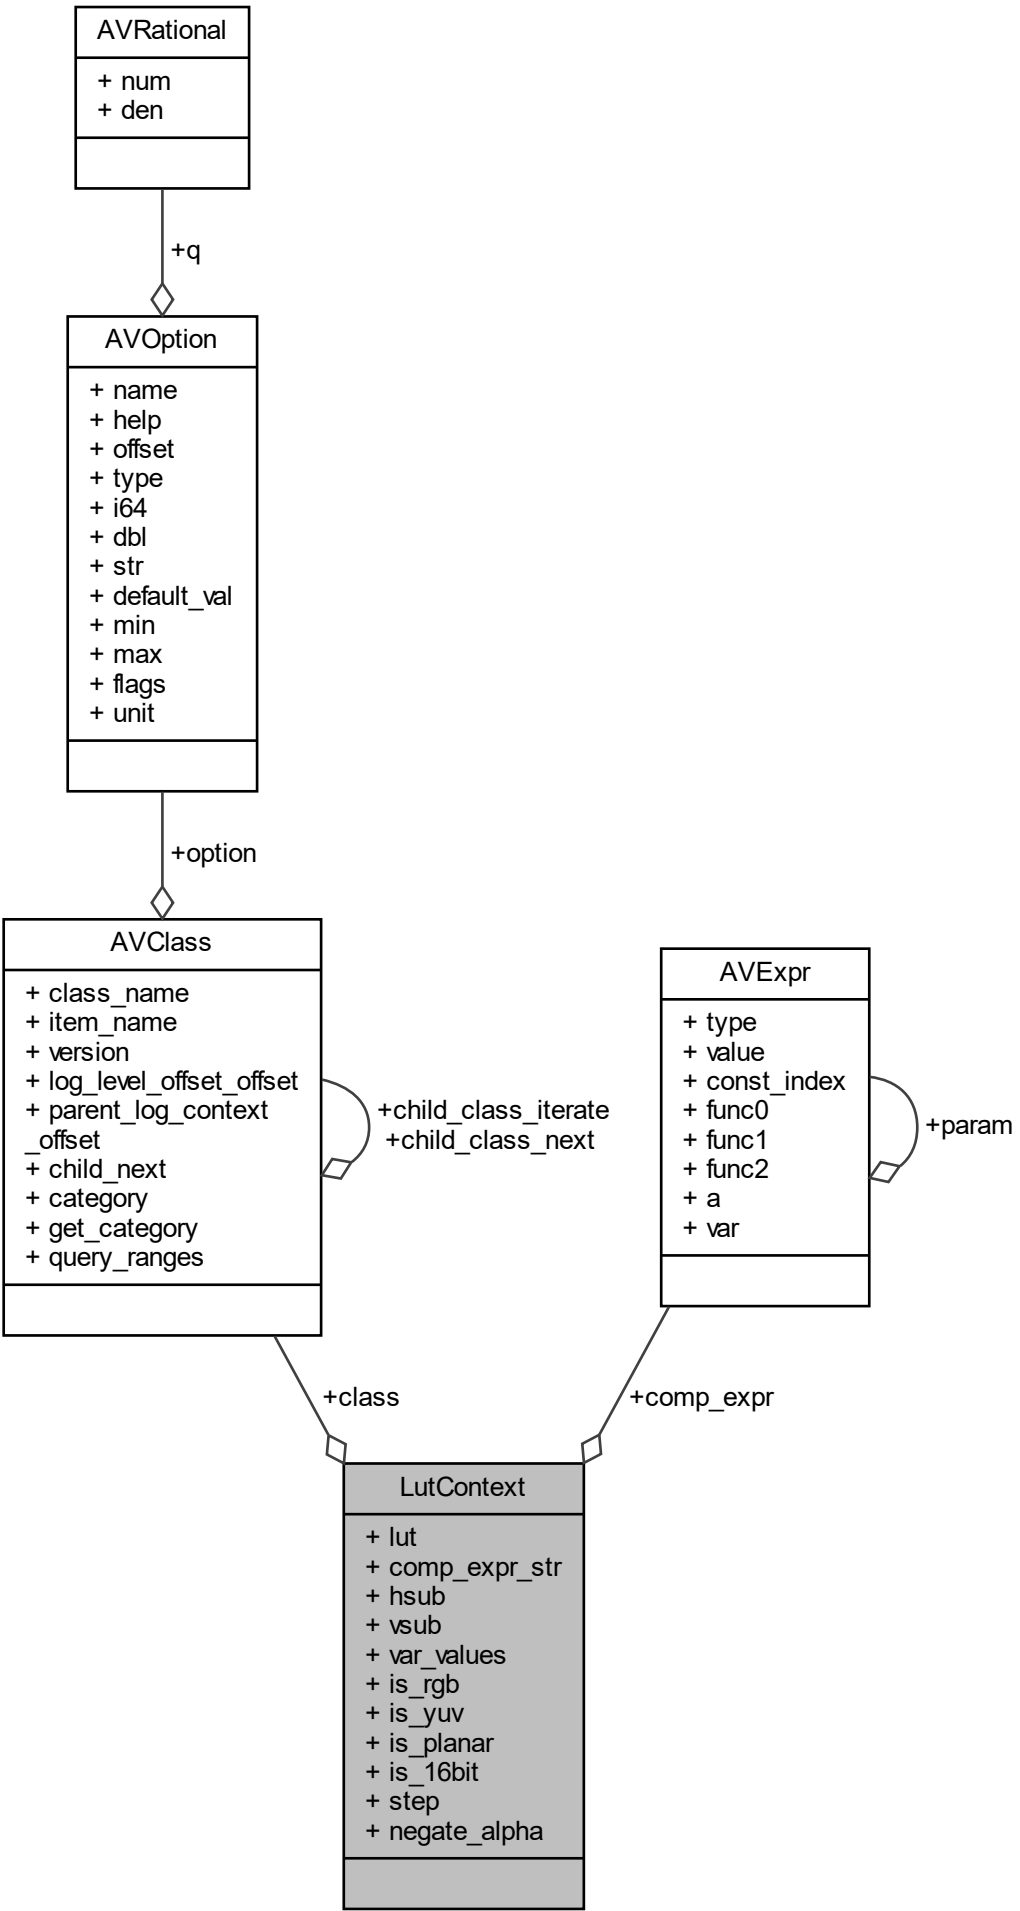 AVRational
+ num
+ den
+q
AVOption
+ name
+ help
+ offset
+ type
+ i64
+ dbl
+ str
+ default_val
+ min
+ max
+ flags
+ unit
+option
AVClass
+ class_name
+ item_name
+ version
+ log_level_offset_offset
+ parent_log_context
_offset
+ child_next
+ category
+ get_category
+ query_ranges
+child_class_iterate
+child_class_next
AVExpr
+ type
+ value
+ const_index
+ func0
+ func1
+ func2
+ a
+ var
+param
+class
+comp_expr
LutContext
+ lut
+ comp_expr_str
+ hsub
+ vsub
+ var_values
+ is_rgb
+ is_yuv
+ is_planar
+ is_16bit
+ step
+ negate_alpha